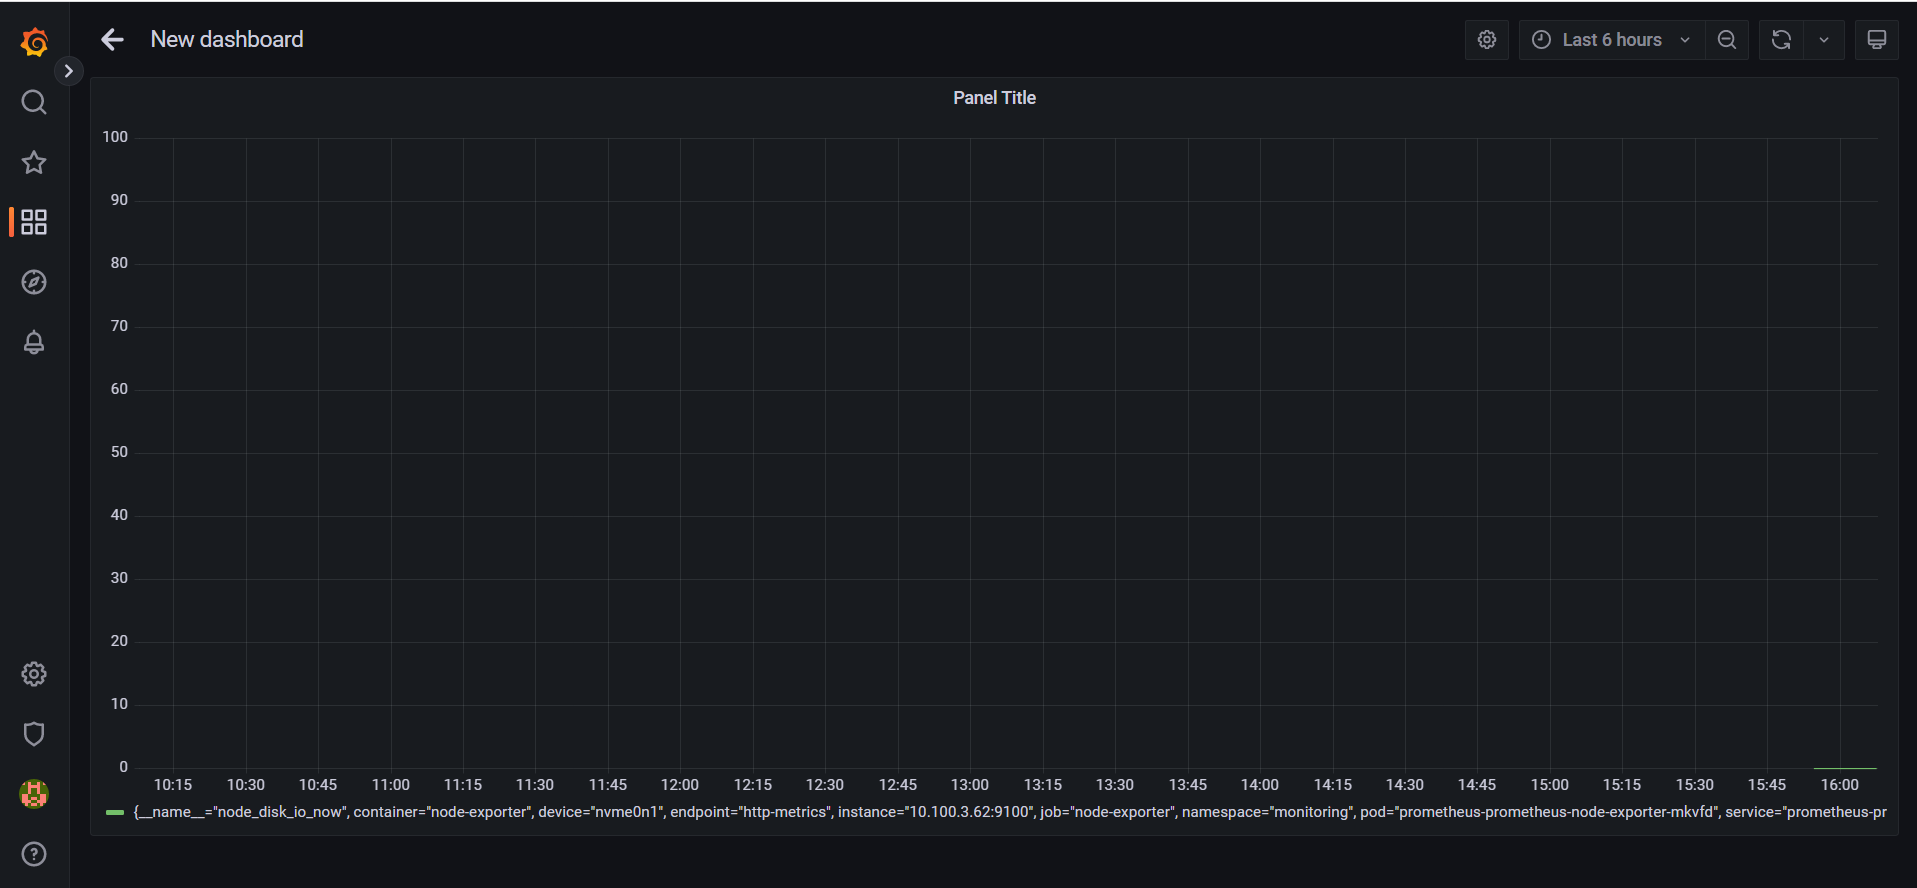 New dashboard
Last 6 hours
Panel Title
100
90
80
70
60
50
40
30
20
10
0
10:15 10:30 10:45 11:00 11:15 11:30 11:45 12:00 12:15 12:30 12:45 13:00 13:15 13:30 13:45 14:00 14:15 14:30 14:45 15:00 15:15 15:30 15:45 16:00
{__name__="node_disk_io_now", container="node-exporter", device="nvme0n1", endpoint="http-metrics", instance="10.100.3.62:9100", job="node-exporter", namespace="monitoring", pod="prometheus-prometheus-node-exporter-mkvfd", service="prometheus-pr